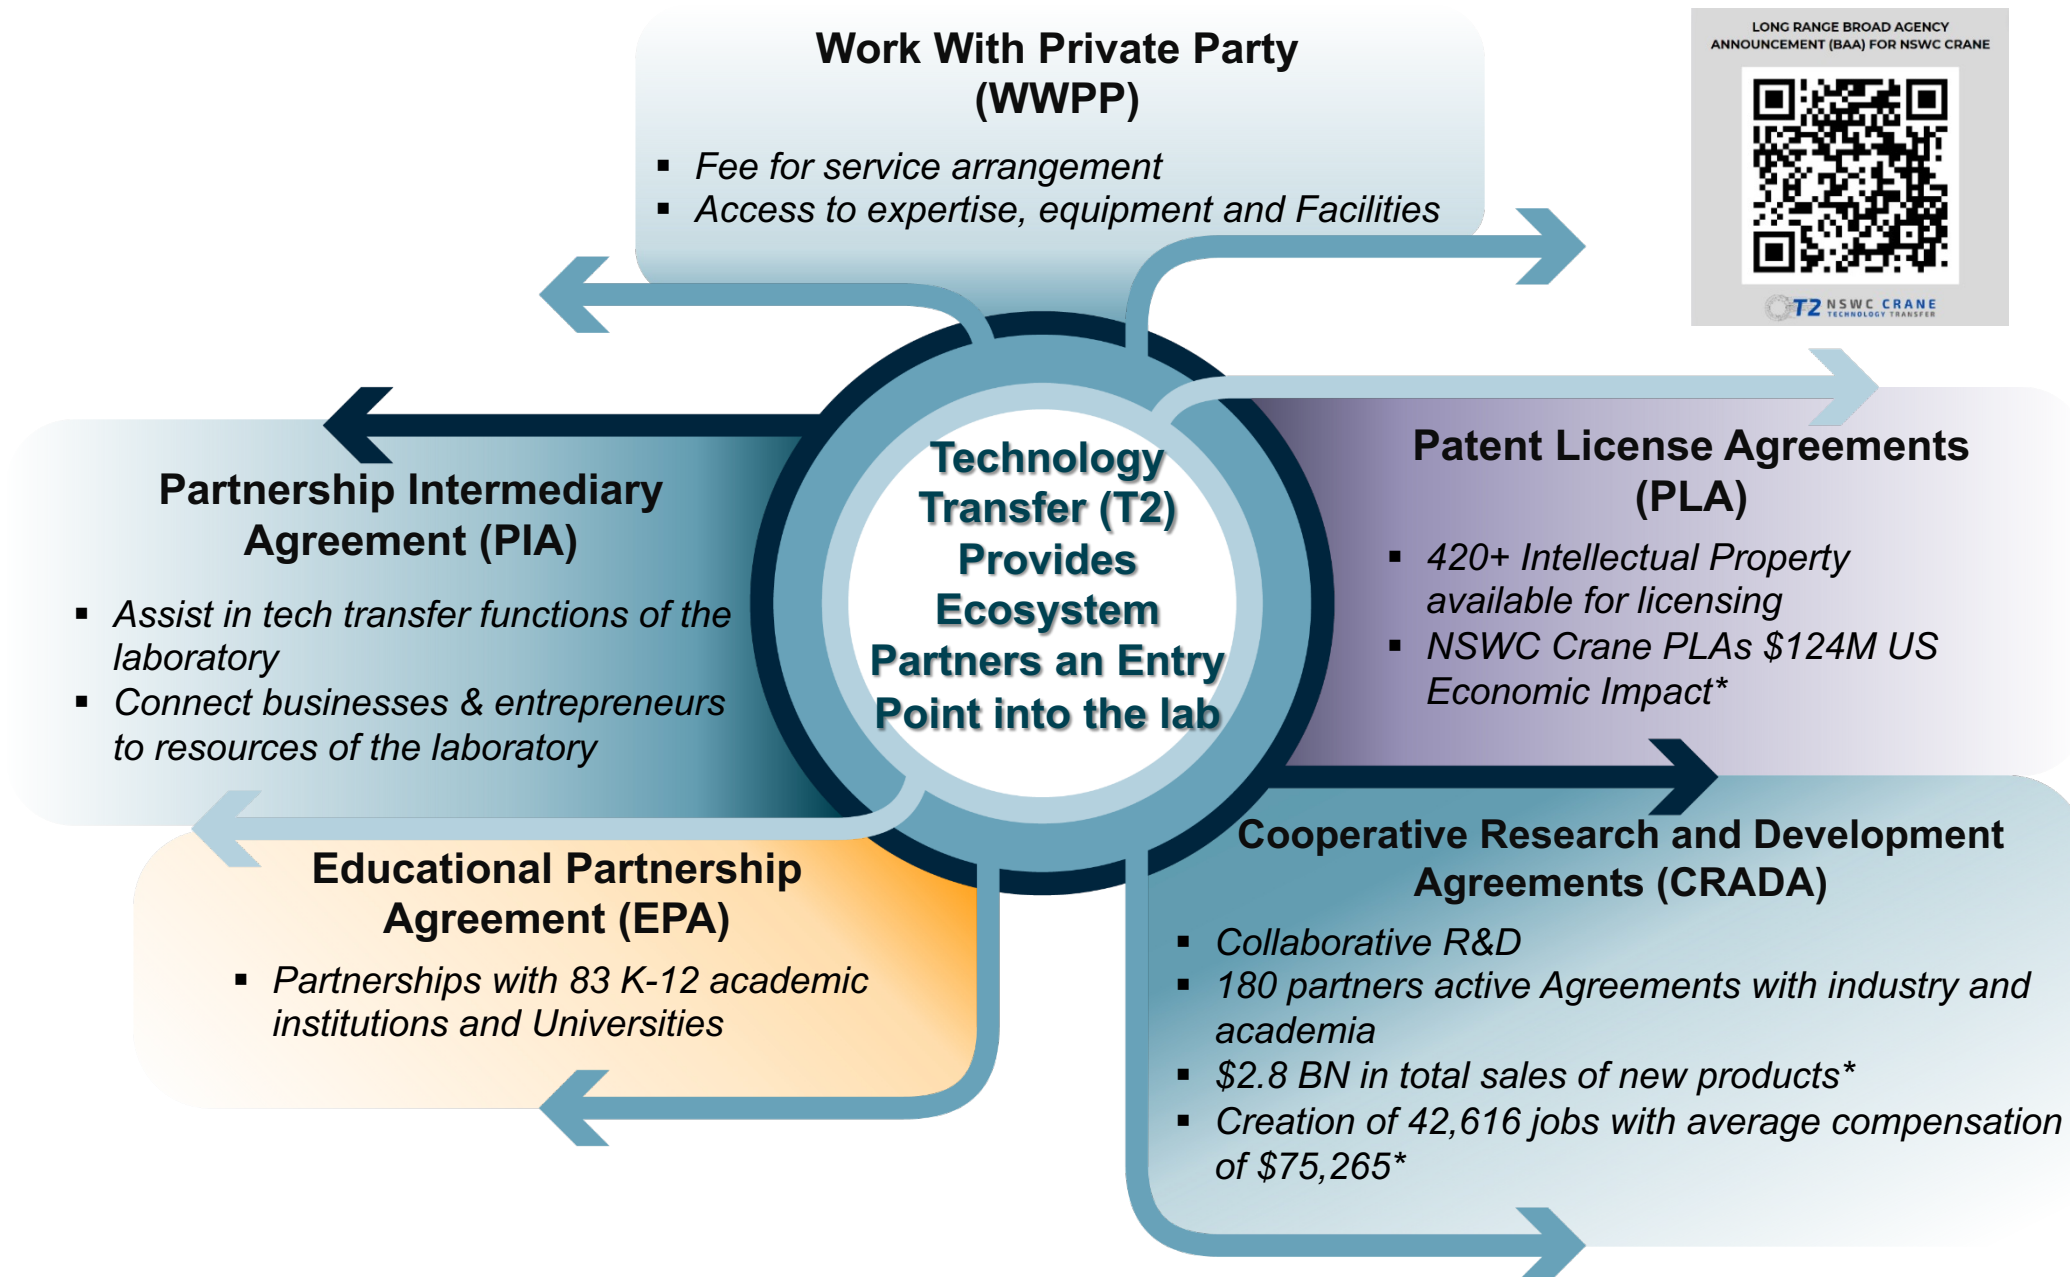 Work With Private Party
(WWPP)
▪ Fee for service arrangement
▪ Access to expertise, equipment and Facilities
LONG RANGE BROAD AGENCY
ANNOUNCEMENT (BAA) FOR NSWC CRANE
T2 NSWC CRANE
TECHNOLOGY TRANSFER
Partnership Intermediary
Agreement (PIA)
▪ Assist in tech transfer functions of the
laboratory
▪ Connect businesses & entrepreneurs
to resources of the laboratory
Technology
Transfer (T2)
Provides
Ecosystem
Partners an Entry
Point into the lab
Patent License Agreements
(PLA)
▪ 420+ Intellectual Property
available for licensing
▪ NSWC Crane PLAs $124M US
Economic Impact*
Educational Partnership
Agreement (EPA)
▪ Partnerships with 83 K-12 academic
institutions and Universities
Cooperative Research and Development
Agreements (CRADA)
▪ Collaborative R&D
▪ 180 partners active Agreements with industry and
academia
▪ $2.8 BN in total sales of new products*
▪ Creation of 42,616 jobs with average compensation
of $75,265*